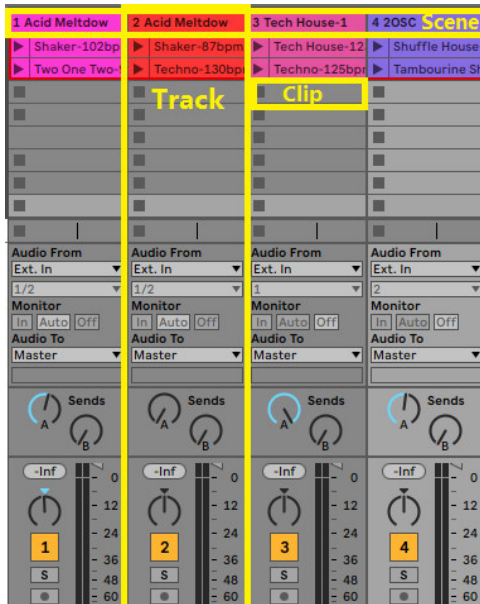 1 Acid Meltdow 2 Acid Meltdow 3 Tech House-1 4 2OSC Scene
Shaker-102bp Shaker-87bpm Tech House-12 Shuffle House
Two One Two- Techno-130bp Techno-125bpr Tambourine Sh
Track Clip
Audio From Audio From Audio From Audio From
Ext. In Ext. In Ext. In Ext. In
1/2 1/2 1 2
Monitor Monitor Monitor Monitor
In Auto Off In Auto Off In Auto Off In Auto Off
Audio To Audio To Audio To Audio To
Master Master Master Master
Sends Sends Sends Sends
A A A A
B B B B
-Inf -Inf -Inf -Inf
0 0 0 0
12 12 12 12
24 24 24 24
1 2 3 4
36 36 36 36
S S S S
48 48 48 48
60 60 60 60